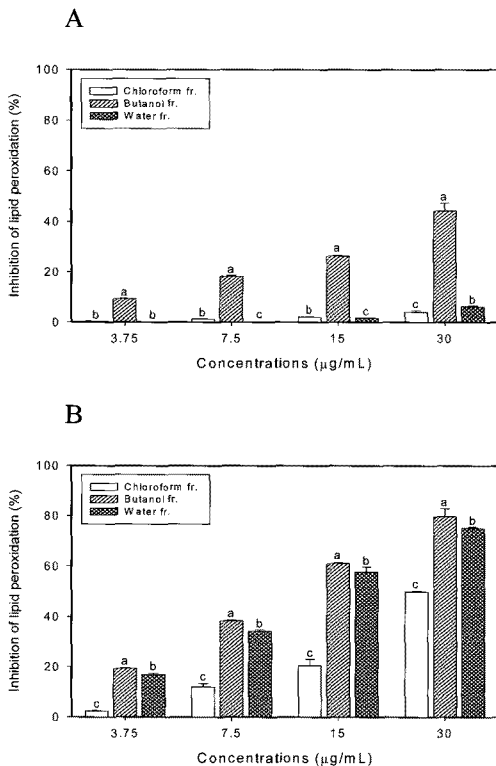 A
100
80
60
40
20
0
Inhibition of lipid peroxidation (%)
Chloroform fr.
Butanol fr.
Water fr.
b a b
b a c
b a c
c a b
3.75 7.5 15 30
Concentrations (μg/mL)
B
100
80
60
40
20
0
Inhibition of lipid peroxidation (%)
Chloroform fr.
Butanol fr.
Water fr.
c a b
c a b
c a b
c a b
3.75 7.5 15 30
Concentrations (μg/mL)